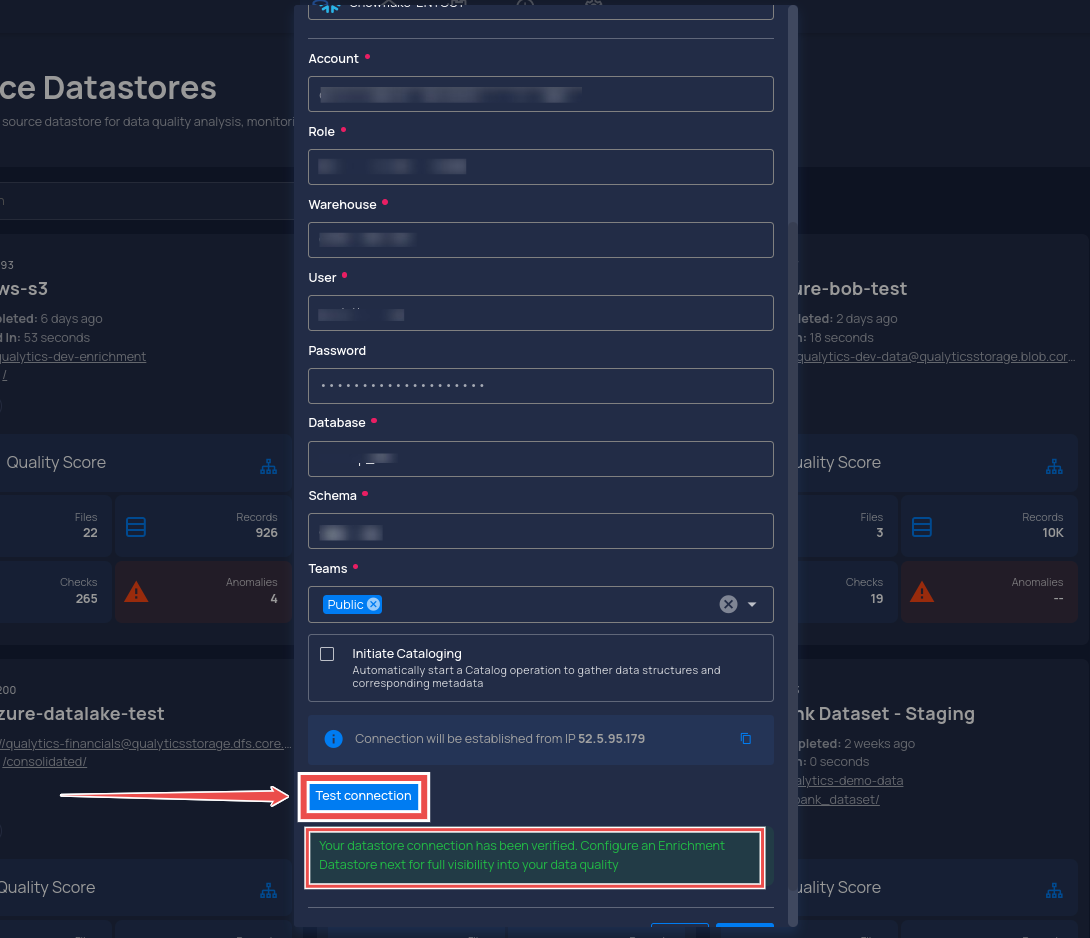 ce Datastores
source datastore for data quality analysis, monitori
Account
Role
Warehouse
User
Password
Database
Schema
Teams
Public
Initiate Cataloging
Automatically start a Catalog operation to gather data structures and
corresponding metadata
Connection will be established from IP 52.5.95.179
Test connection
Your datastore connection has been verified. Configure an Enrichment
Datastore next for full visibility into your data quality
93
ws-s3
leted: 6 days ago
d In: 53 seconds
qualytics-dev-enrichment
/
Quality Score
Files
22
Records
926
Checks
265
Anomalies
4
200
zure-datalake-test
//qualytics-financials@qualyticsstorage.dfs.core....
/consolidated/
Quality Score
ure-bob-test
leted: 2 days ago
n: 18 seconds
qualytics-dev-data@qualyticsstorage.blob.cor...
uality Score
Files
3
Records
10K
Checks
19
Anomalies
--
nk Dataset - Staging
pleted: 2 weeks ago
n: 0 seconds
alytics-demo-data
bank_dataset/
uality Score